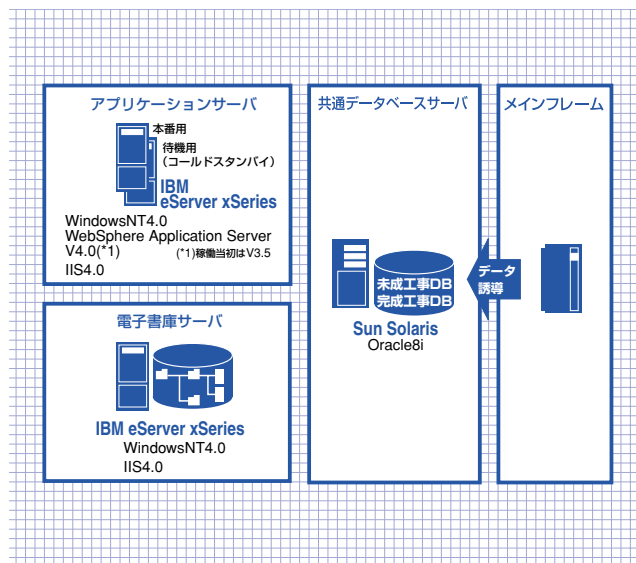 アプリケーションサーバ
本番用
待機用
（コールドスタンバイ）
IBM
eServer xSeries
WindowsNT4.0
WebSphere Application Server
V4.0(*1) (*1)稼働当初はV3.5
IIS4.0
電子書庫サーバ
IBM eServer xSeries
WindowsNT4.0
IIS4.0
共通データベースサーバ
未成工事DB
完成工事DB
Sun Solaris
Oracle8i
データ
誘導
メインフレーム